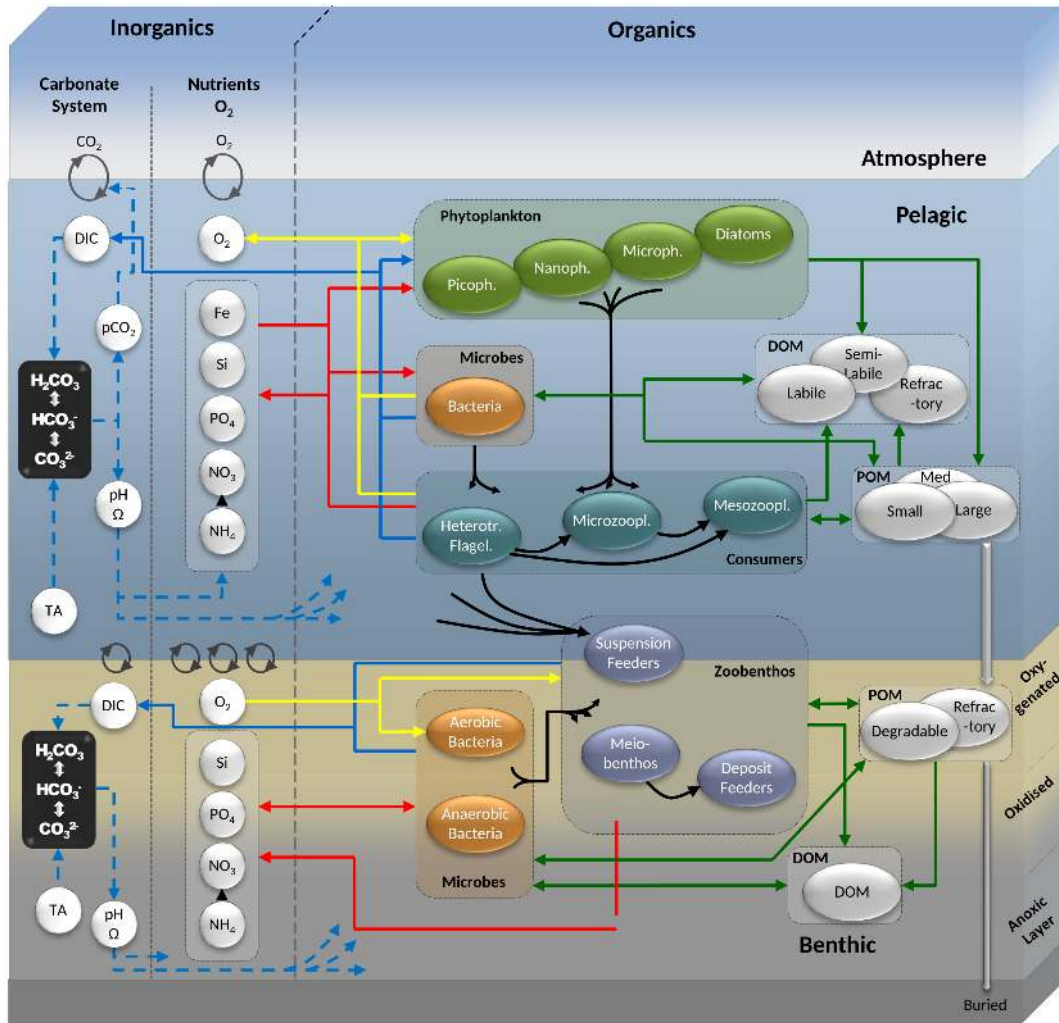 Inorganics
Organics
Carbonate
System
Nutrients
O2
CO2
O2
Atmosphere
Pelagic
Phytoplankton
Picoph.
Nanoph.
Microph.
Diatoms
DIC
O2
Fe
Si
PO4
NO3
NH4
pCO2
H2CO3
HCO3-
CO32-
pH
Ω
TA
Microbes
Bacteria
DOM
Labile
Semi-
Labile
Refrac
-tory
POM
Small
Med
Large
Heterotr.
Flagel.
Microzoopl.
Mesozoopl.
Consumers
Suspension
Feeders
Zoobenthos
Meio-
benthos
Deposit
Feeders
DIC
O2
Si
PO4
NO3
NH4
H2CO3
HCO3-
CO32-
TA
pH
Ω
Aerobic
Bacteria
Anaerobic
Bacteria
Microbes
POM
Degradable
Refrac
-tory
DOM
DOM
Benthic
Oxy-
genated
Oxidised
Anoxic
Layer
Buried